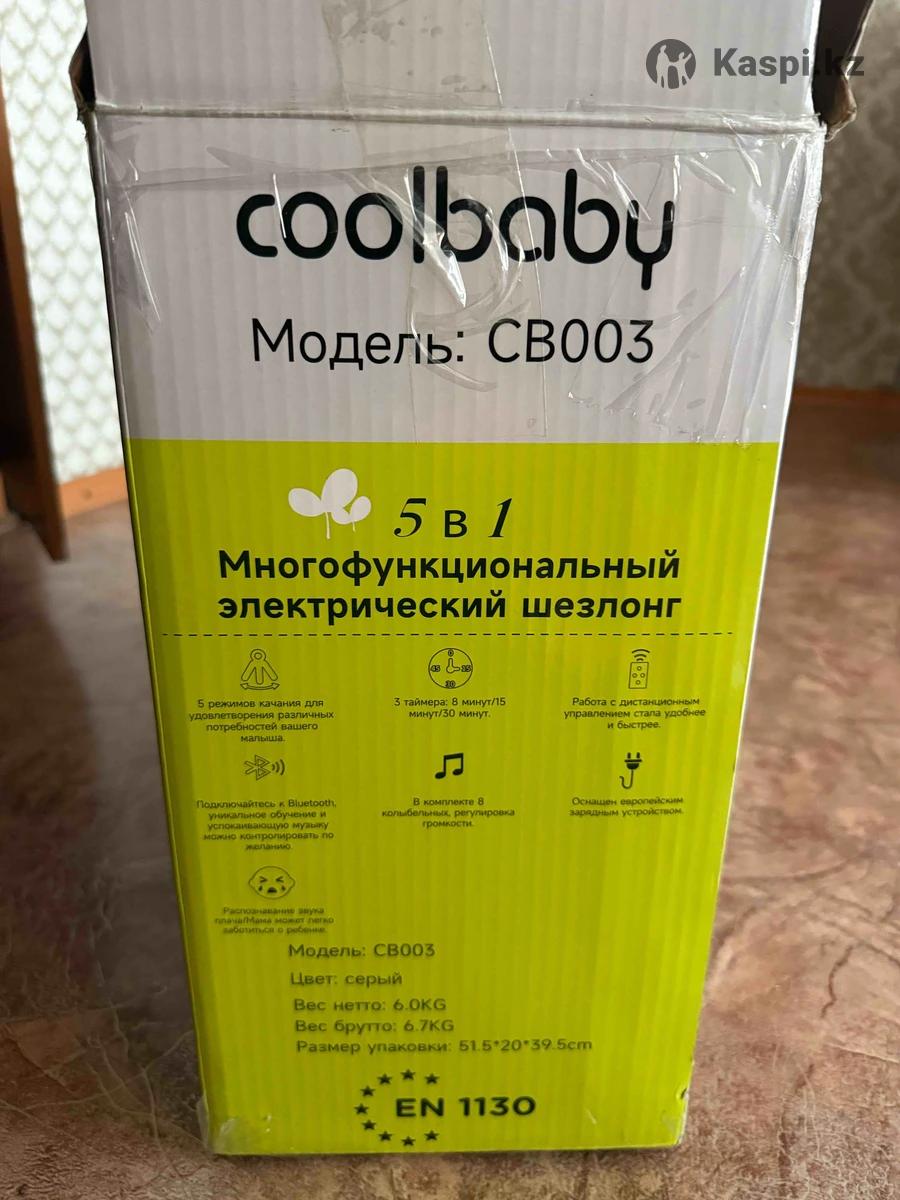 Kaspi.kz
coolbaby
Модель: CB003
5 в 1
Многофункциональный
электрический шезлонг
5 режимов качания для
удовлетворения различных
потребностей вашего
малыша.
45 0 15
30
3 таймера: 8 минут/15
минут/30 минут.
Работа с дистанционным
управлением стала удобнее
и быстрее.
Подключайтесь к Bluetooth,
уникальное обучение и
успокаивающую музыку
можно контролировать по
желанию.
В комплекте 8
колыбельных, регулировка
громкости.
Оснащен европейским
зарядным устройством.
Распознавание звука
плача/Мама может легко
заботиться о ребенке.
Модель: CB003
Цвет: серый
Вес нетто: 6.0KG
Вес брутто: 6.7KG
Размер упаковки: 51.5*20*39.5cm
EN 1130